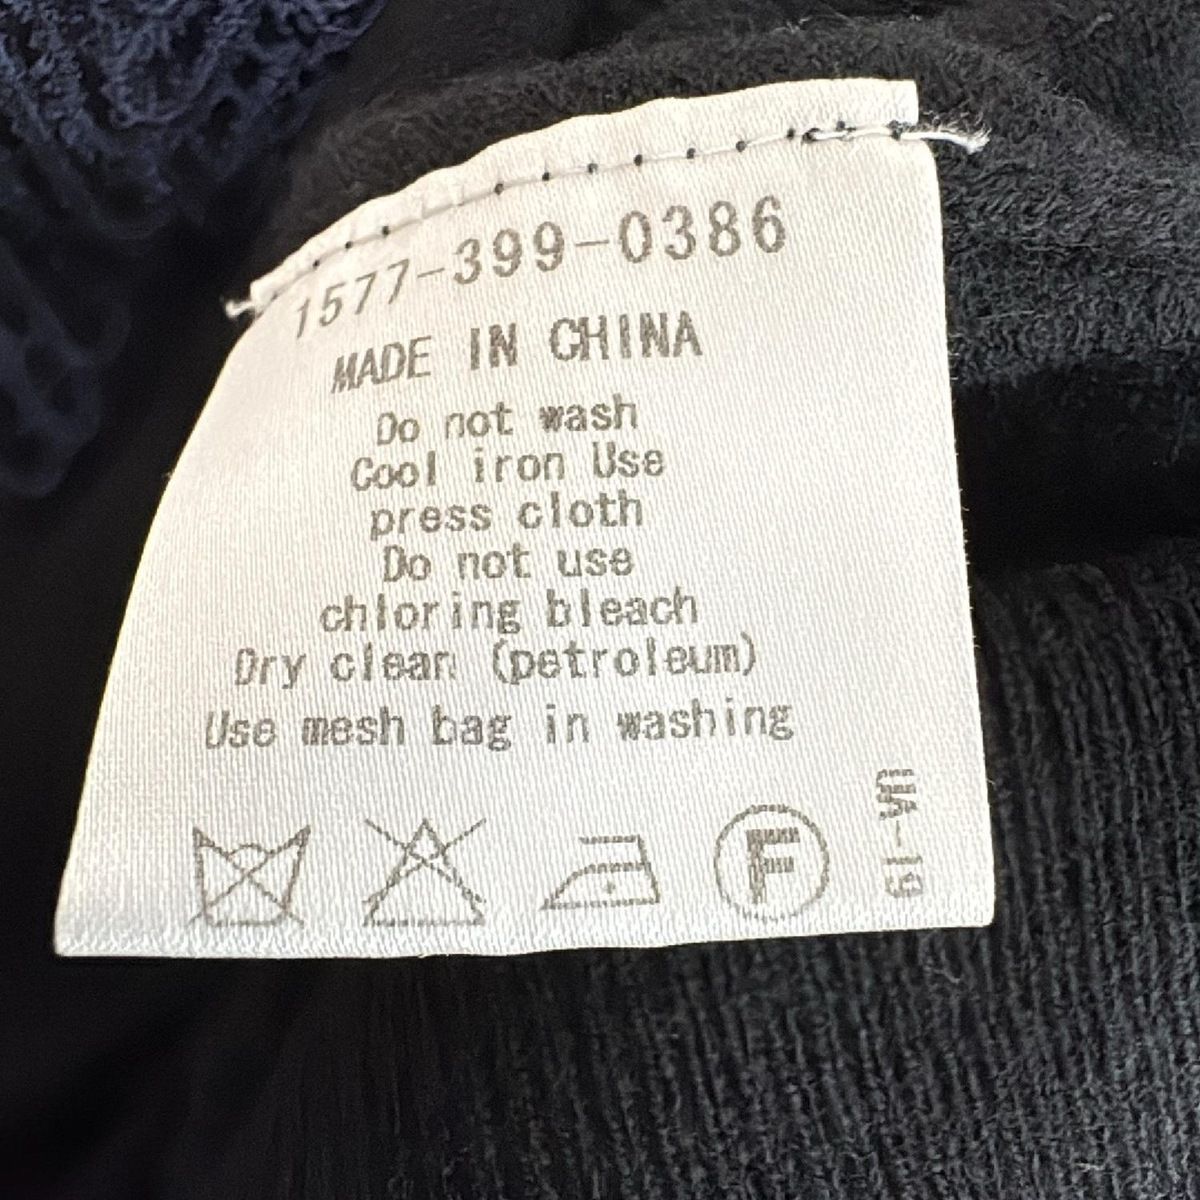 1577-399-0386
MADE IN CHINA
Do not wash
Cool iron Use
press cloth
Do not use
chloring bleach
Dry clean (petroleum)
Use mesh bag in washing
F
UA-19